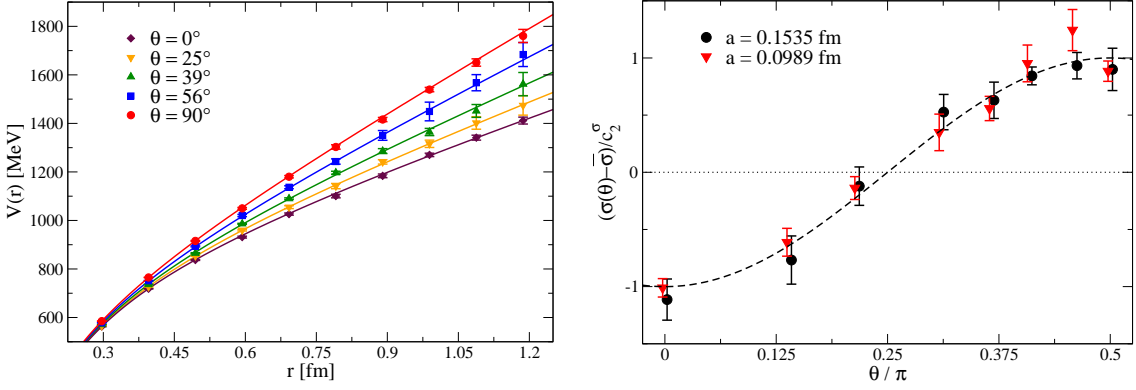 1800
1600
1400
1200
1000
800
600
V(r) [MeV]
θ = 0°
θ = 25°
θ = 39°
θ = 56°
θ = 90°
0.3 0.45 0.6 0.75 0.9 1.05 1.2
r [fm]
1
0
-1
(σ(θ)–σ̅)/c₂^σ
a = 0.1535 fm
a = 0.0989 fm
0 0.125 0.25 0.375 0.5
θ / π